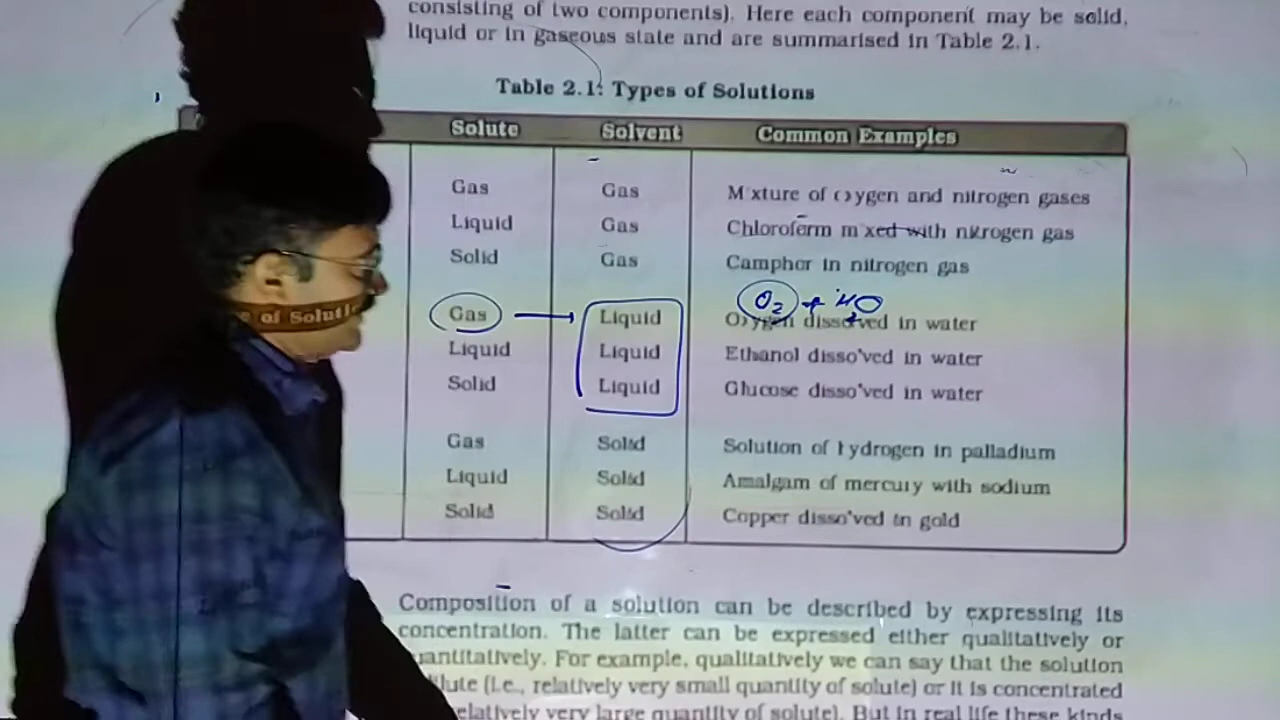 consisting of two components). Here each component may be solid,
liquid or in gaseous state and are summarised in Table 2.1.
Table 2.1: Types of Solutions
Solute Solvent Common Examples
Gas Gas Mixture of oxygen and nitrogen gases
Liquid Gas Chloroform mixed with nitrogen gas
Solid Gas Camphor in nitrogen gas
O2 + H2O
Gas Liquid Oxygen dissolved in water
of Soluti
Liquid Liquid Ethanol dissolved in water
Solid Liquid Glucose dissolved in water
Gas Solid Solution of hydrogen in palladium
Liquid Solid Amalgam of mercury with sodium
Solid Solid Copper dissolved in gold
Composition of a solution can be described by expressing its
concentration. The latter can be expressed either qualitatively or
uantitatively. For example, qualitatively we can say that the solution
ilute (i.e., relatively very small quantity of solute) or it is concentrated
elatively very large quantity of solute). But in real life these kinds